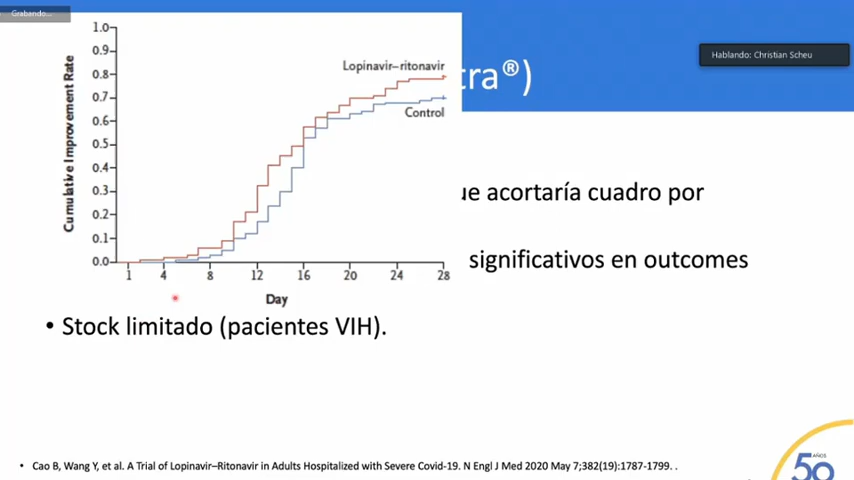 Grabando...
Hablando: Christian Scheu
tra®)
Cumulative Improvement Rate
1.0
0.9
0.8
0.7
0.6
0.5
0.4
0.3
0.2
0.1
0.0
Lopinavir–ritonavir
Control
1 4 8 12 16 20 24 28
Day
ue acortaría cuadro por
significativos en outcomes
• Stock limitado (pacientes VIH).
• Cao B, Wang Y, et al. A Trial of Lopinavir–Ritonavir in Adults Hospitalized with Severe Covid-19. N Engl J Med 2020 May 7;382(19):1787-1799. .
AÑOS
50